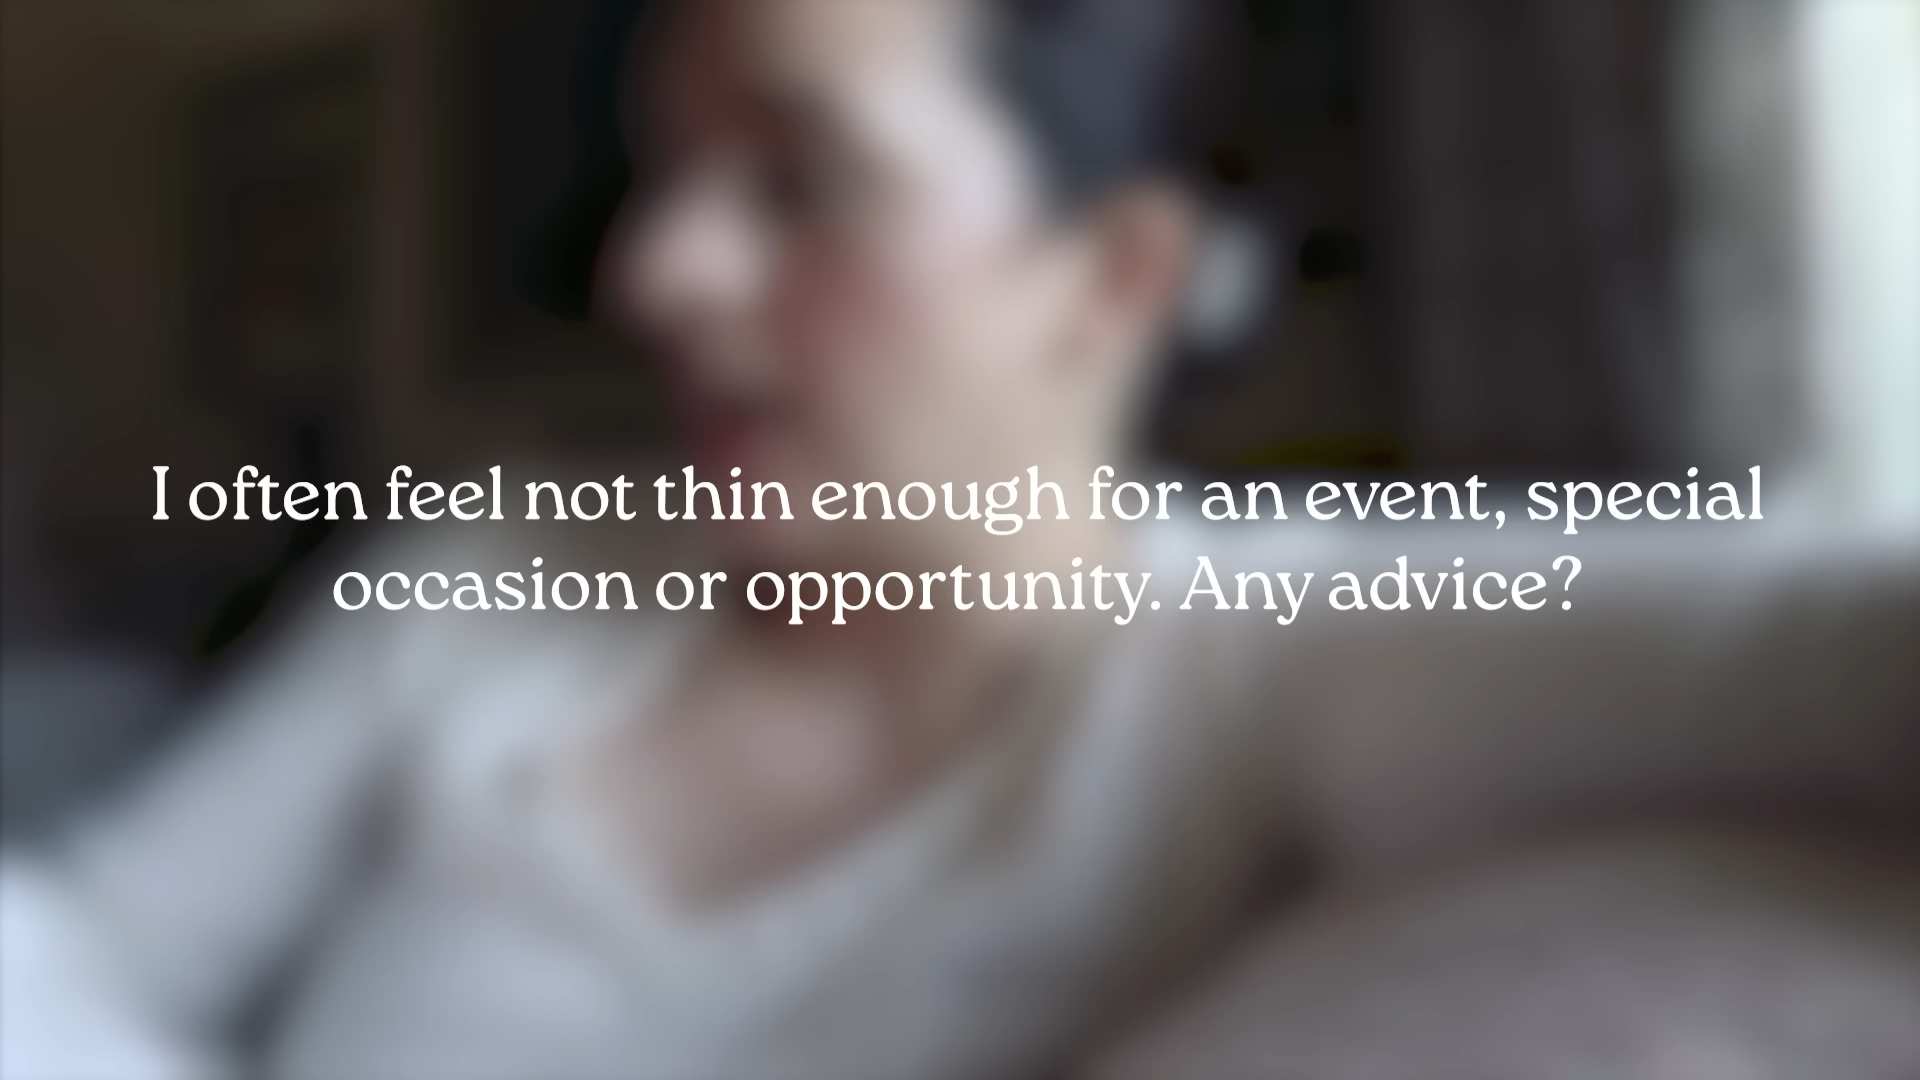 I often feel not thin enough for an event, special
occasion or opportunity. Any advice?